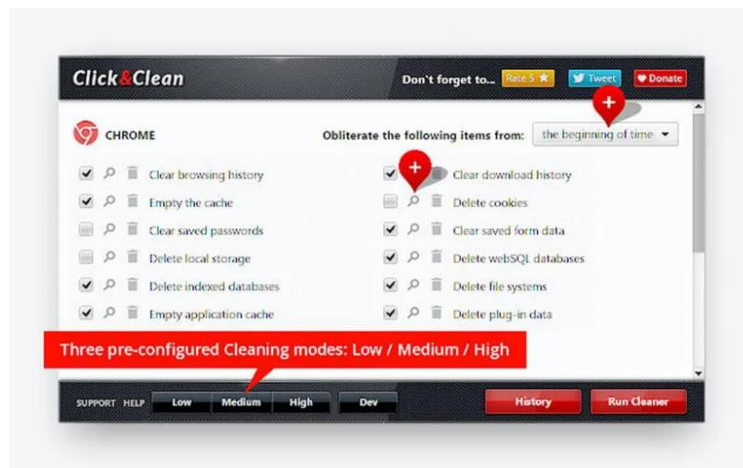 Click&Clean
Don't forget to... Rate 5 ★ Tweet ♥ Donate
CHROME
Obliterate the following items from: the beginning of time
Clear browsing history
Clear download history
Empty the cache
Delete cookies
Clear saved passwords
Clear saved form data
Delete local storage
Delete webSQL databases
Delete indexed databases
Delete file systems
Empty application cache
Delete plug-in data
Three pre-configured Cleaning modes: Low / Medium / High
SUPPORT HELP Low Medium High Dev History Run Cleaner